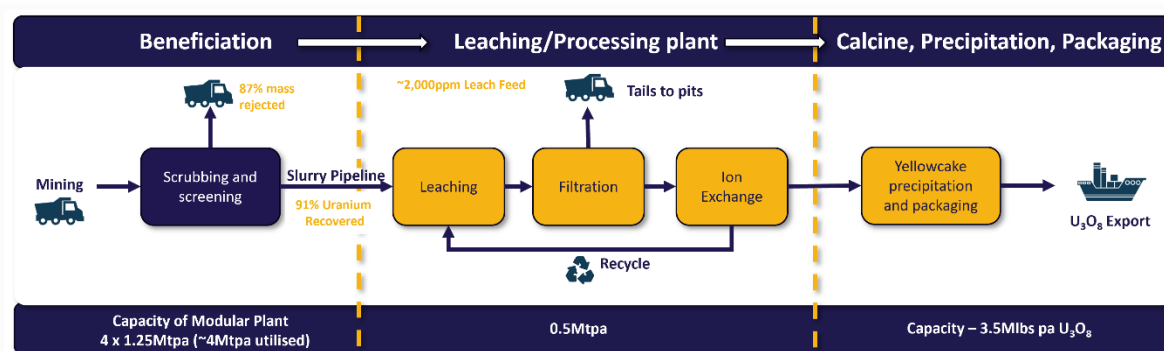 Beneficiation
Leaching/Processing plant
Calcine, Precipitation, Packaging
87% mass
rejected
~2,000ppm Leach Feed
Tails to pits
Mining
Scrubbing and
screening
Slurry Pipeline
91% Uranium
Recovered
Leaching
Filtration
Ion
Exchange
Yellowcake
precipitation
and packaging
U₃O₈ Export
Recycle
Capacity of Modular Plant
4 x 1.25Mtpa (~4Mtpa utilised)
0.5Mtpa
Capacity – 3.5Mlbs pa U₃O₈